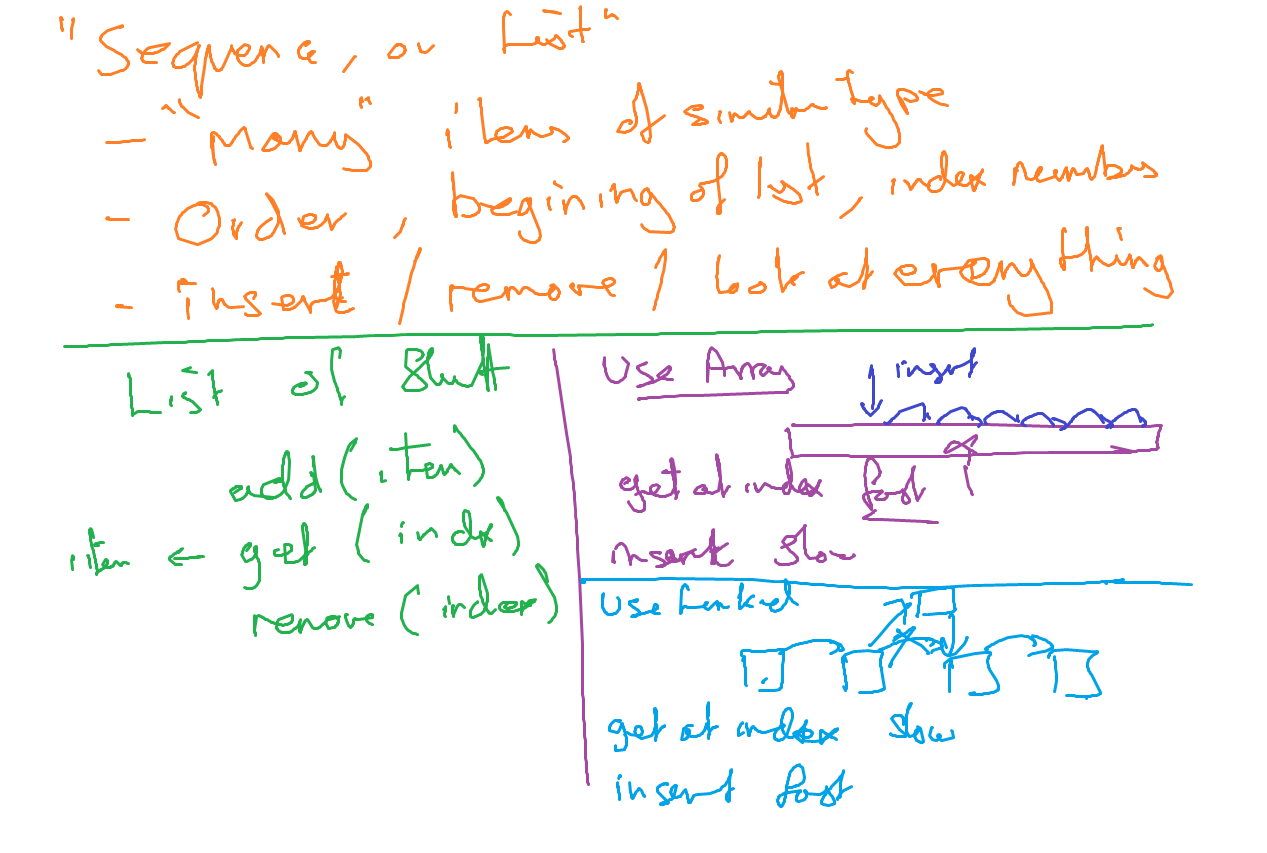 "Sequence, or List"
- "Many" items of similar type
- Order, begining of list, index numbers
- insert / remove / look at everything
List of Stuff
add(item)
item ← get (index)
remove (index)
Use Array
insert
get at index fast
insert slow
Use Linked
get at index slow
insert fast